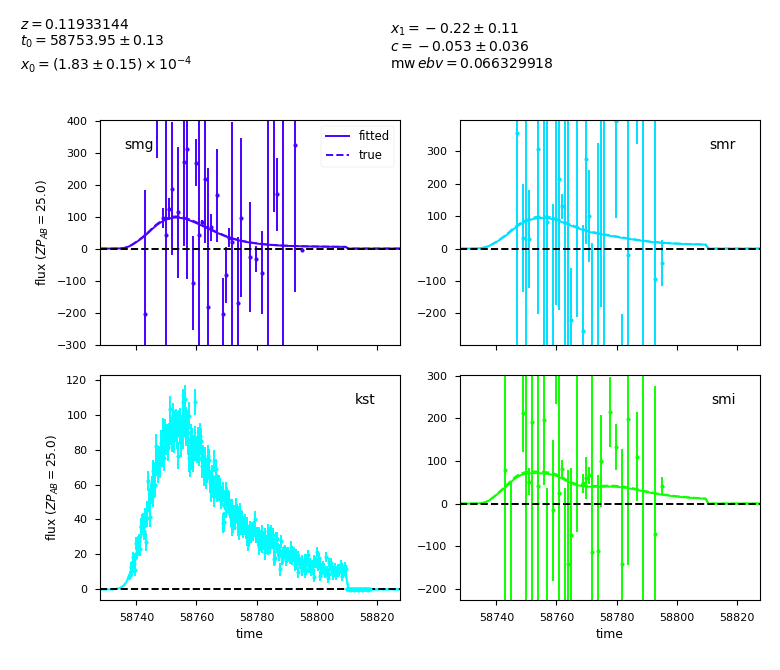 z = 0.11933144
t₀ = 58753.95 ± 0.13
x₀ = (1.83 ± 0.15) × 10⁻⁴
x₁ = −0.22 ± 0.11
c = −0.053 ± 0.036
mw ebv = 0.066329918
400
300
200
100
0
−100
−200
−300
flux (ZP_AB = 25.0)
smg
fitted
true
300
200
100
0
−100
−200
smr
120
100
80
60
40
20
0
flux (ZP_AB = 25.0)
kst
58740 58760 58780 58800 58820
time
300
200
100
0
−100
−200
smi
58740 58760 58780 58800 58820
time